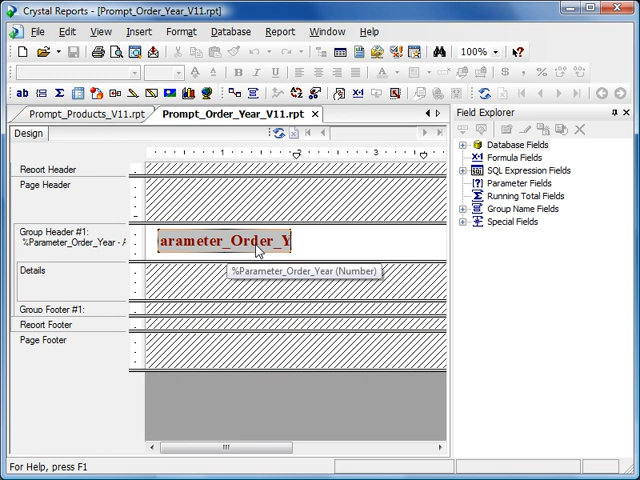 Crystal Reports - [Prompt_Order_Year_V11.rpt]
File Edit View Insert Format Database Report Window Help
100%
Prompt_Products_V11.rpt Prompt_Order_Year_V11.rpt
Design
1 2 3
Report Header
Page Header
Group Header #1:
%Parameter_Order_Year - A
arameter_Order_Y
%Parameter_Order_Year (Number)
Details
Group Footer #1:
Report Footer
Page Footer
Field Explorer
Database Fields
Formula Fields
SQL Expression Fields
Parameter Fields
Running Total Fields
Group Name Fields
Special Fields
For Help, press F1